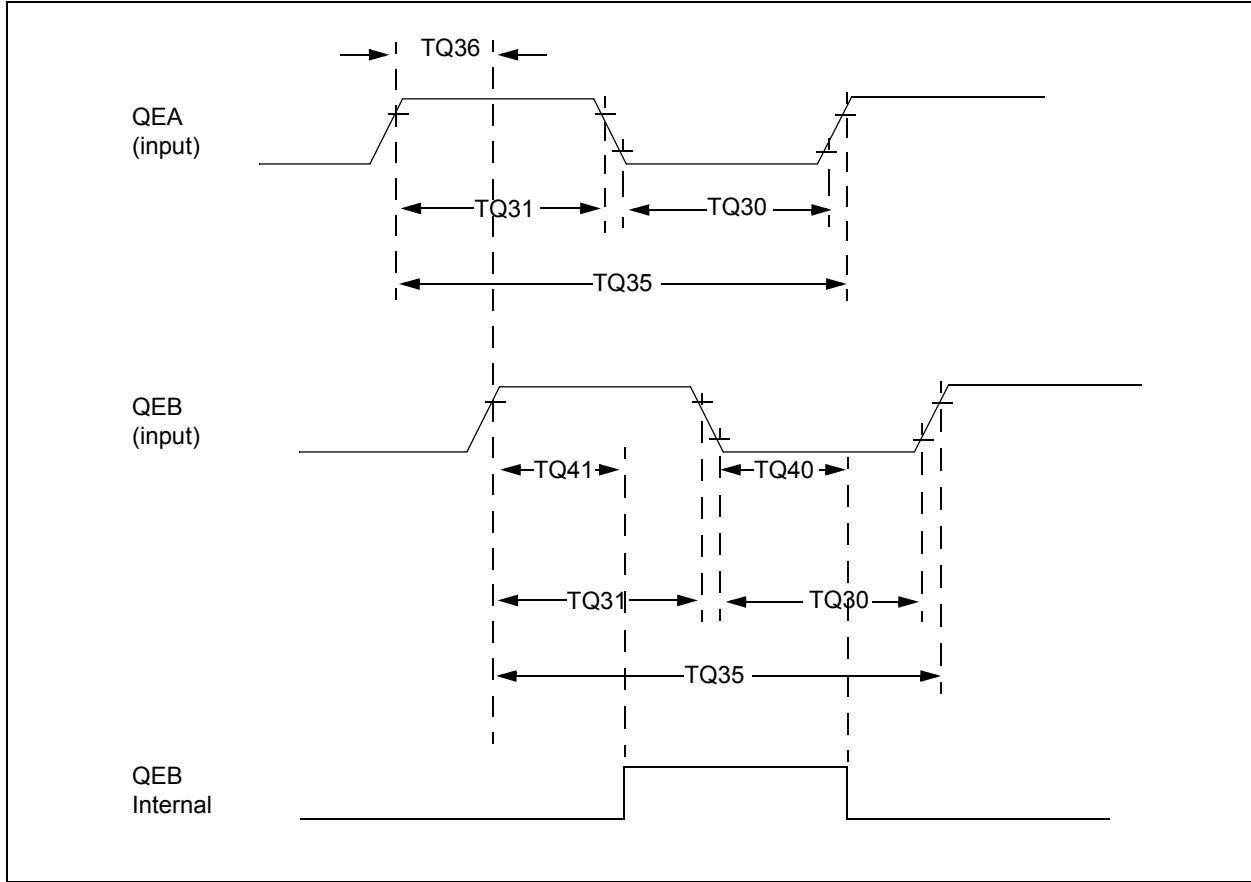 TQ36
QEA
(input)
TQ31
TQ30
TQ35
QEB
(input)
TQ41
TQ40
TQ31
TQ30
TQ35
QEB
Internal